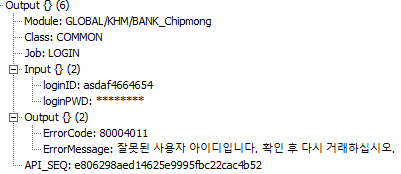 Output {} (6)
Module: GLOBAL/KHM/BANK_Chipmong
Class: COMMON
Job: LOGIN
Input {} (2)
loginID: asdaf4664654
loginPWD: ********
Output {} (2)
ErrorCode: 80004011
ErrorMessage: 잘못된 사용자 아이디입니다. 확인 후 다시 거래하십시오.
API_SEQ: e806298aed14625e9995fbc22cac4b52